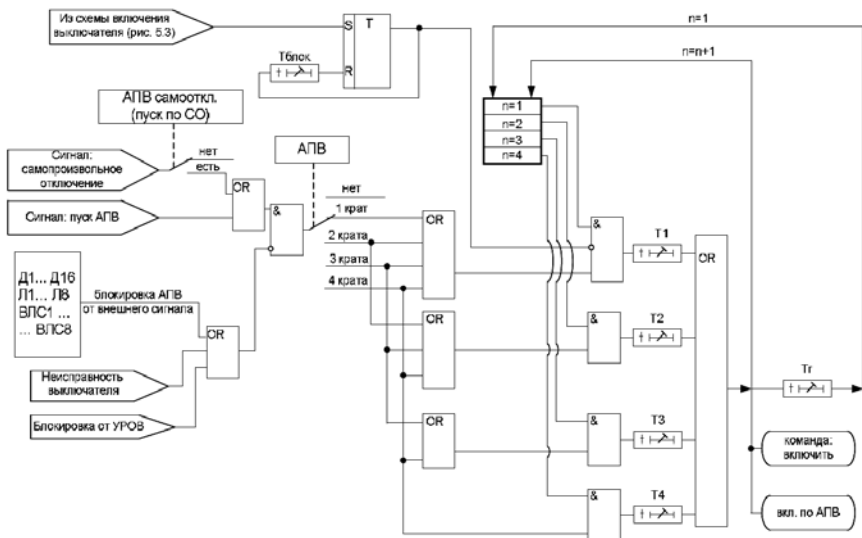 Из схемы включения
выключателя (рис. 5.3)
S
T
R
Тблок
n=1
n=n+1
n=1
n=2
n=3
n=4
АПВ самооткл.
(пуск по СО)
Сигнал:
самопроизвольное
отключение
нет
есть
OR
&
АПВ
нет
1 крат
2 крата
3 крата
4 крата
Сигнал: пуск АПВ
Д1... Д16
Л1... Л8
ВЛС1 ...
... ВЛС8
блокировка АПВ
от внешнего сигнала
OR
Неисправность
выключателя
Блокировка от УРОВ
OR
OR
OR
&
T1
&
T2
&
T3
&
T4
OR
Tr
команда:
включить
вкл. по АПВ